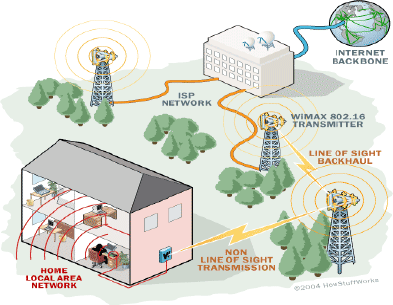 INTERNET
BACKBONE
ISP
NETWORK
WIMAX 802.16
TRANSMITTER
LINE OF SIGHT
BACKHAUL
NON
LINE OF SIGHT
TRANSMISSION
HOME
LOCAL AREA
NETWORK
©2004 HowStuffWorks